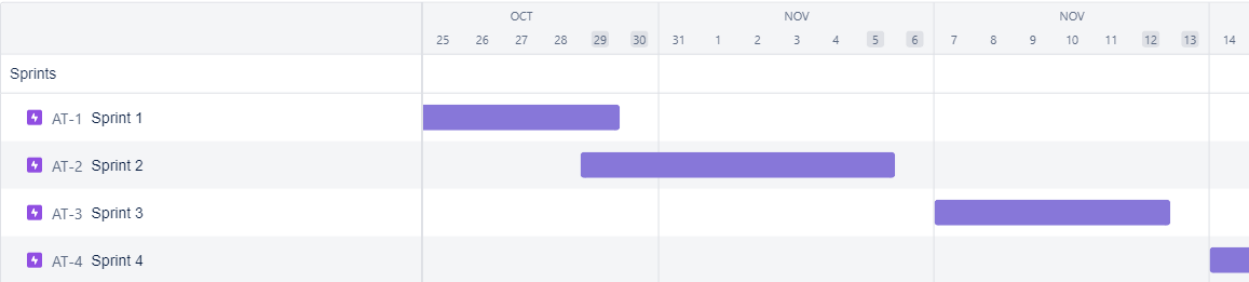 OCT NOV NOV
25 26 27 28 29 30 31 1 2 3 4 5 6 7 8 9 10 11 12 13 14
Sprints
AT-1 Sprint 1
AT-2 Sprint 2
AT-3 Sprint 3
AT-4 Sprint 4